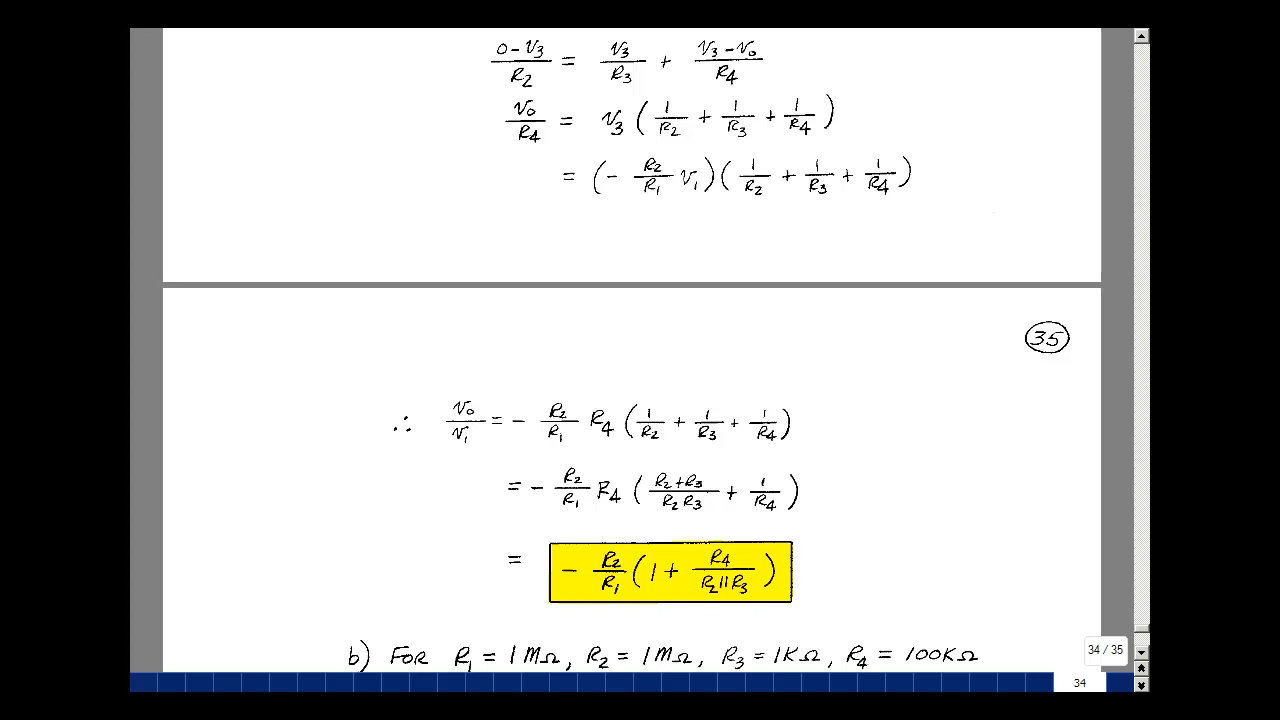 (0 - v₃)/R₂ = v₃/R₃ + (v₃ - v₀)/R₄
v₀/R₄ = v₃ (1/R₂ + 1/R₃ + 1/R₄)
= (- R₂/R₁ v₁)(1/R₂ + 1/R₃ + 1/R₄)
35
∴ v₀/v₁ = - R₂/R₁ R₄ (1/R₂ + 1/R₃ + 1/R₄)
= - R₂/R₁ R₄ ((R₂+R₃)/(R₂R₃) + 1/R₄)
= - R₂/R₁ (1 + R₄/(R₂||R₃))
b) FOR R₁ = 1MΩ, R₂ = 1MΩ, R₃ = 1KΩ, R₄ = 100KΩ
34 / 35
34